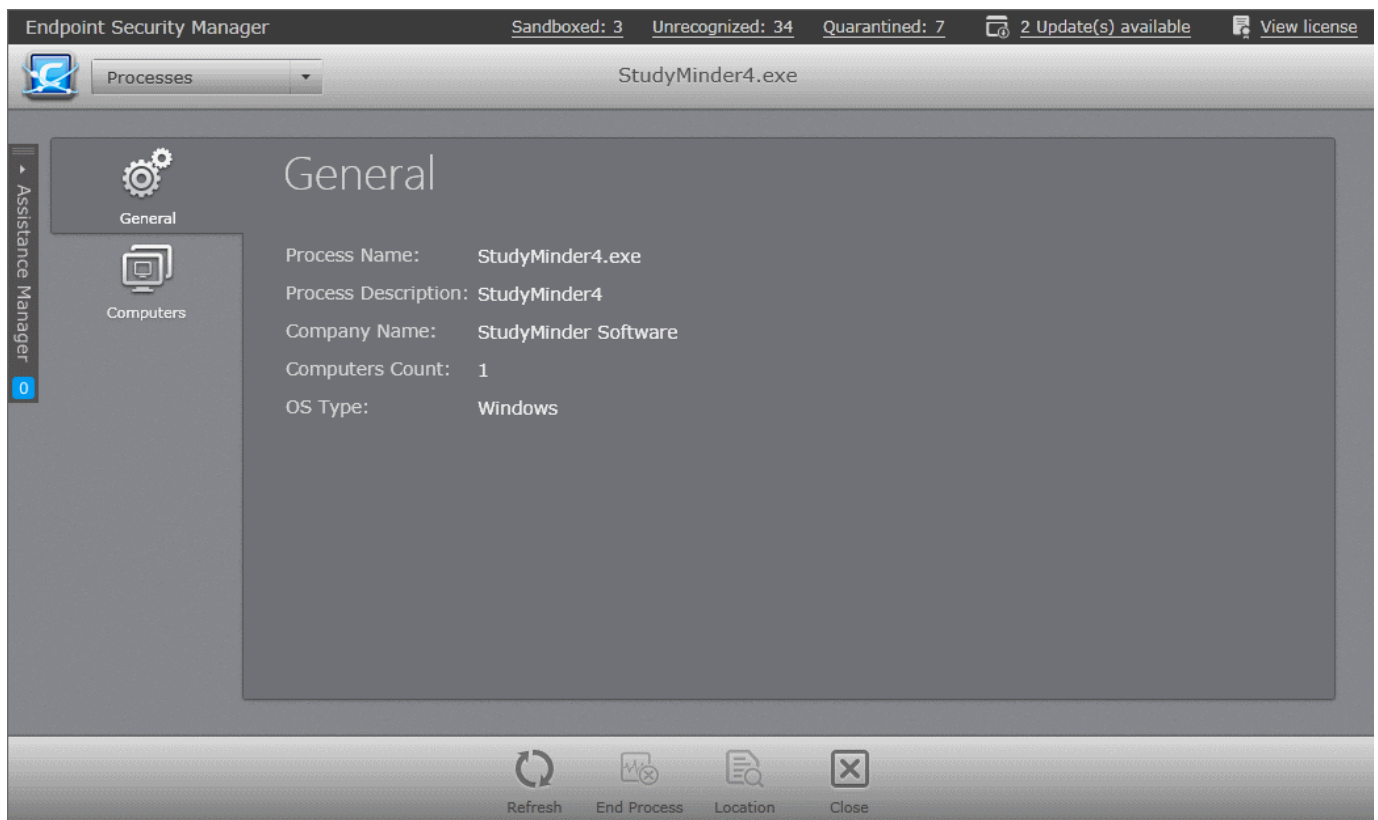 Endpoint Security Manager
Sandboxed: 3
Unrecognized: 34
Quarantined: 7
2 Update(s) available
View license
Processes
StudyMinder4.exe
Assistance Manager
0
General
Computers
General
Process Name: StudyMinder4.exe
Process Description: StudyMinder4
Company Name: StudyMinder Software
Computers Count: 1
OS Type: Windows
Refresh
End Process
Location
Close